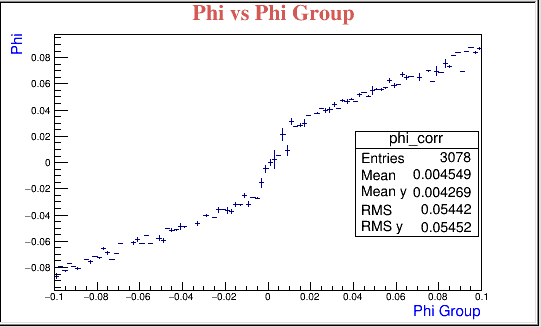 Phi vs Phi Group
Phi
0.08
0.06
0.04
0.02
0
−0.02
−0.04
−0.06
−0.08
phi_corr
Entries 3078
Mean 0.004549
Mean y 0.004269
RMS 0.05442
RMS y 0.05452
−0.1 −0.08 −0.06 −0.04 −0.02 0 0.02 0.04 0.06 0.08 0.1
Phi Group